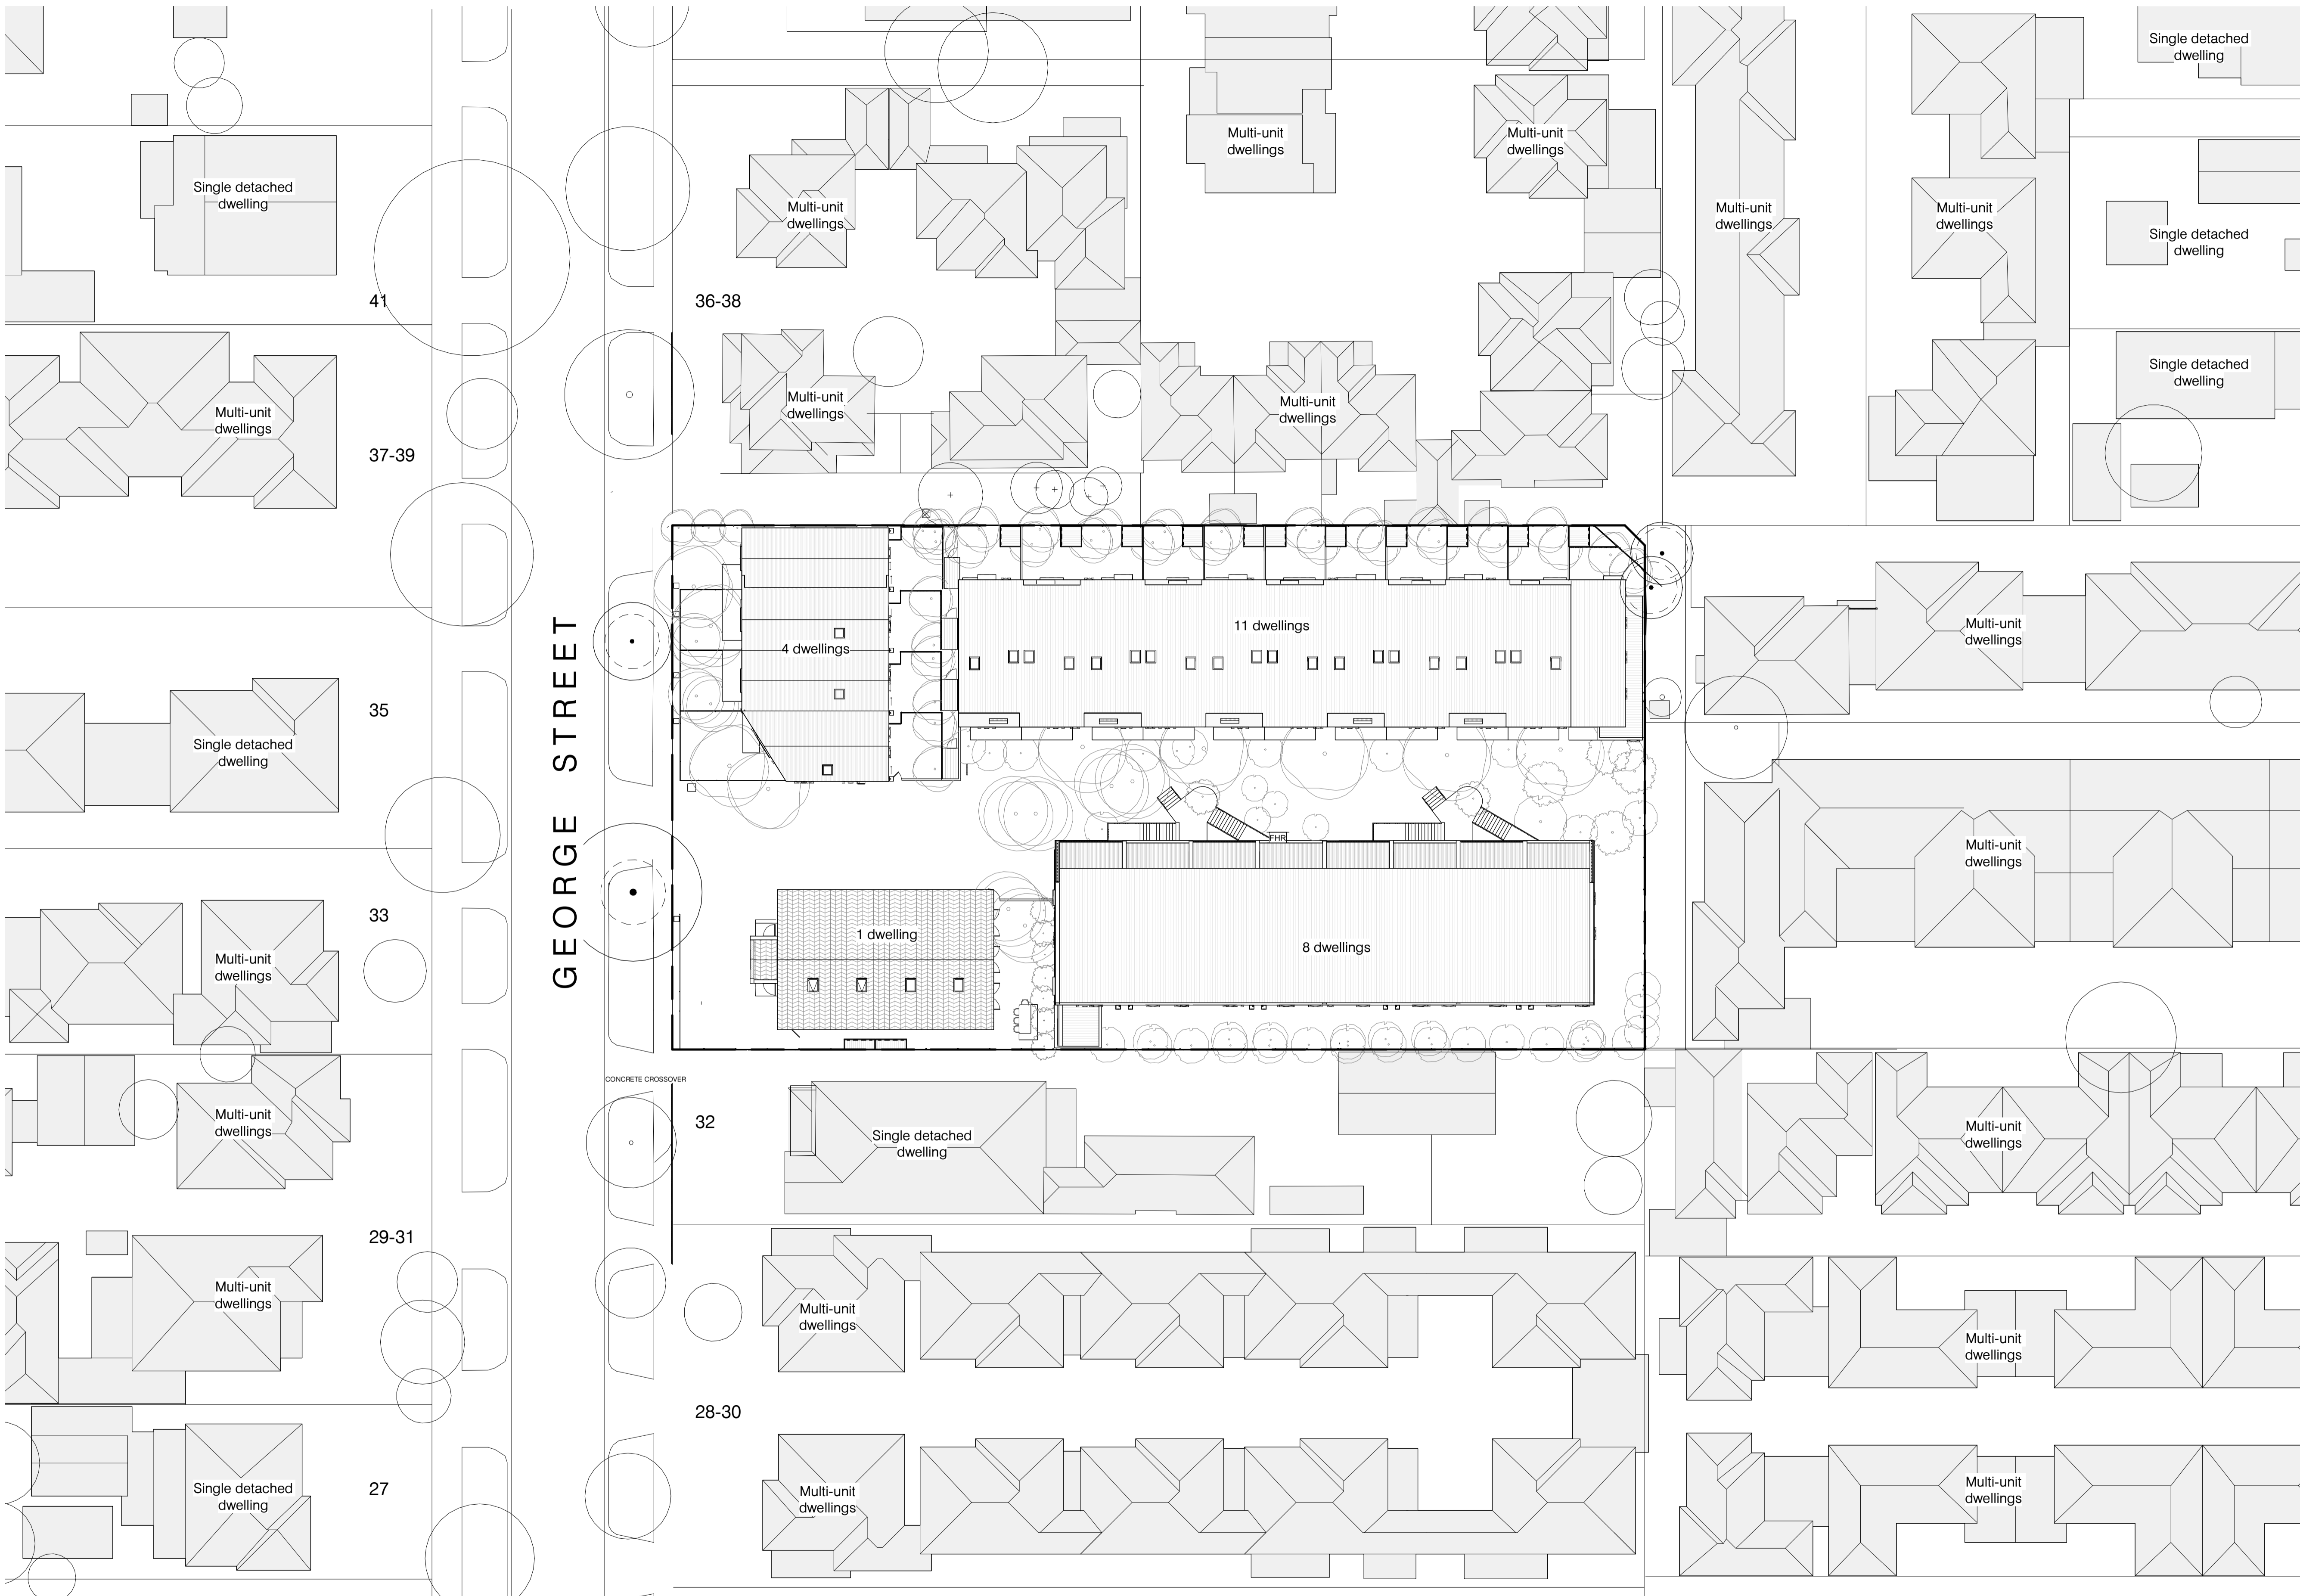 Single detached
dwelling
Multi-unit
dwellings
Multi-unit
dwellings
Single detached
dwelling
Multi-unit
dwellings
Multi-unit
dwellings
Multi-unit
dwellings
Single detached
dwelling
41
36-38
Single detached
dwelling
Multi-unit
dwellings
Multi-unit
dwellings
Multi-unit
dwellings
37-39
11 dwellings
4 dwellings
Multi-unit
dwellings
GEORGE STREET
35
Single detached
dwelling
FHR
Multi-unit
dwellings
33
1 dwelling
8 dwellings
Multi-unit
dwellings
CONCRETE CROSSOVER
Multi-unit
dwellings
32
Single detached
dwelling
Multi-unit
dwellings
29-31
Multi-unit
dwellings
Multi-unit
dwellings
Multi-unit
dwellings
28-30
27
Single detached
dwelling
Multi-unit
dwellings
Multi-unit
dwellings